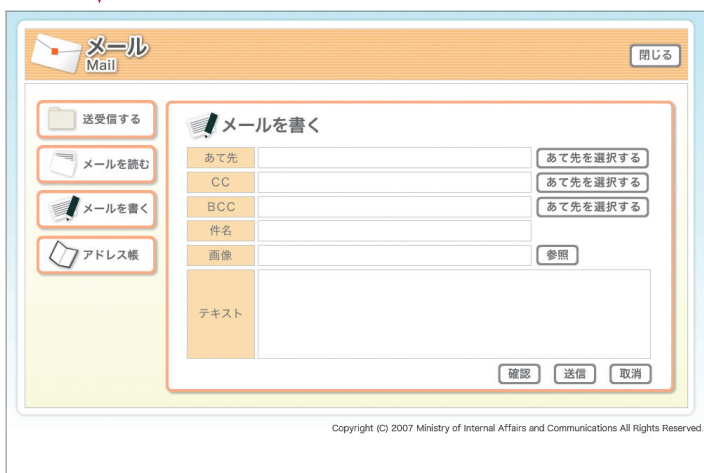 メール
Mail
閉じる
送受信する
メールを読む
メールを書く
アドレス帳
メールを書く
あて先
あて先を選択する
CC
あて先を選択する
BCC
あて先を選択する
件名
画像
参照
テキスト
確認
送信
取消
Copyright (C) 2007 Ministry of Internal Affairs and Communications All Rights Reserved.